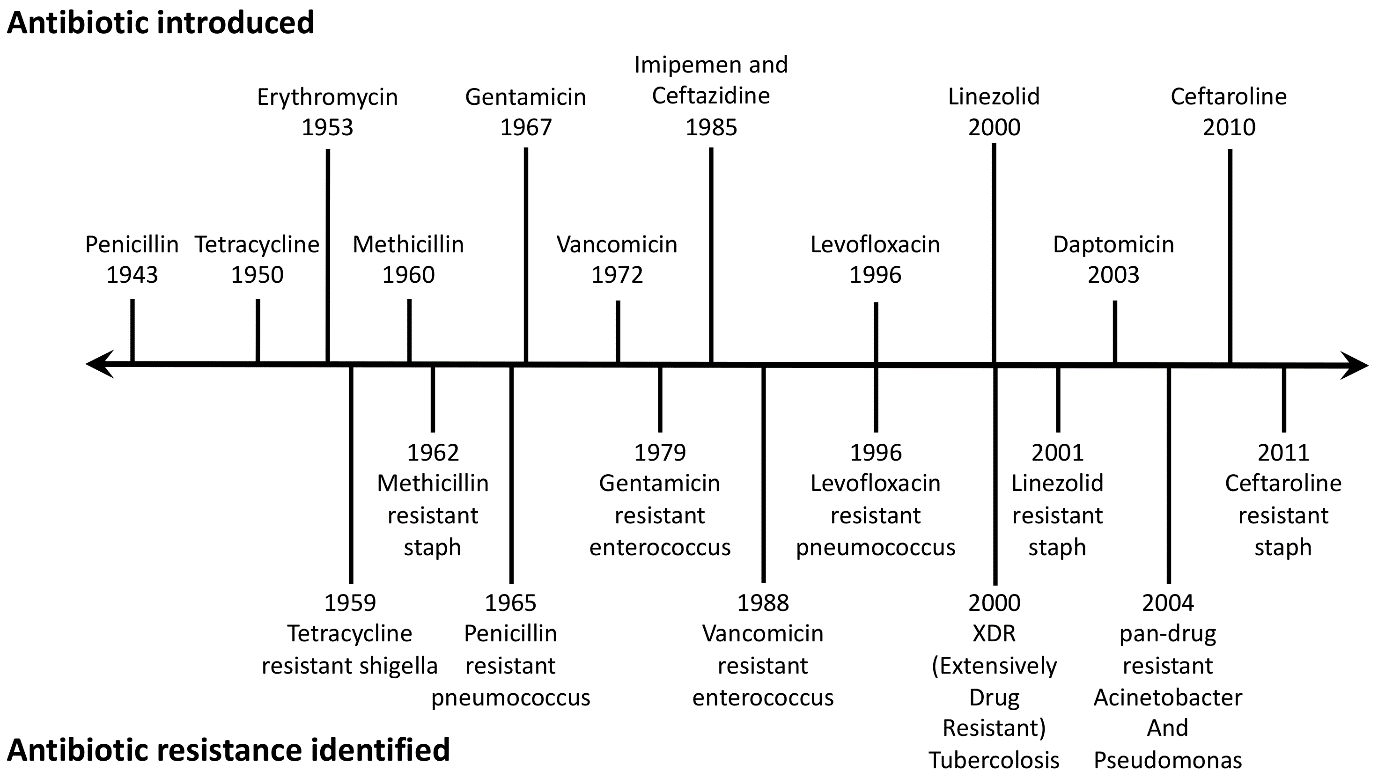 Antibiotic introduced
Imipemen and
Ceftazidine
1985
Erythromycin
1953
Gentamicin
1967
Linezolid
2000
Ceftaroline
2010
Penicillin
1943
Tetracycline
1950
Methicillin
1960
Vancomicin
1972
Levofloxacin
1996
Daptomicin
2003
1962
Methicillin
resistant
staph
1979
Gentamicin
resistant
enterococcus
1996
Levofloxacin
resistant
pneumococcus
2001
Linezolid
resistant
staph
2011
Ceftaroline
resistant
staph
1959
Tetracycline
resistant shigella
1965
Penicillin
resistant
pneumococcus
1988
Vancomicin
resistant
enterococcus
2000
XDR
(Extensively
Drug
Resistant)
Tubercolosis
2004
pan-drug
resistant
Acinetobacter
And
Pseudomonas
Antibiotic resistance identified